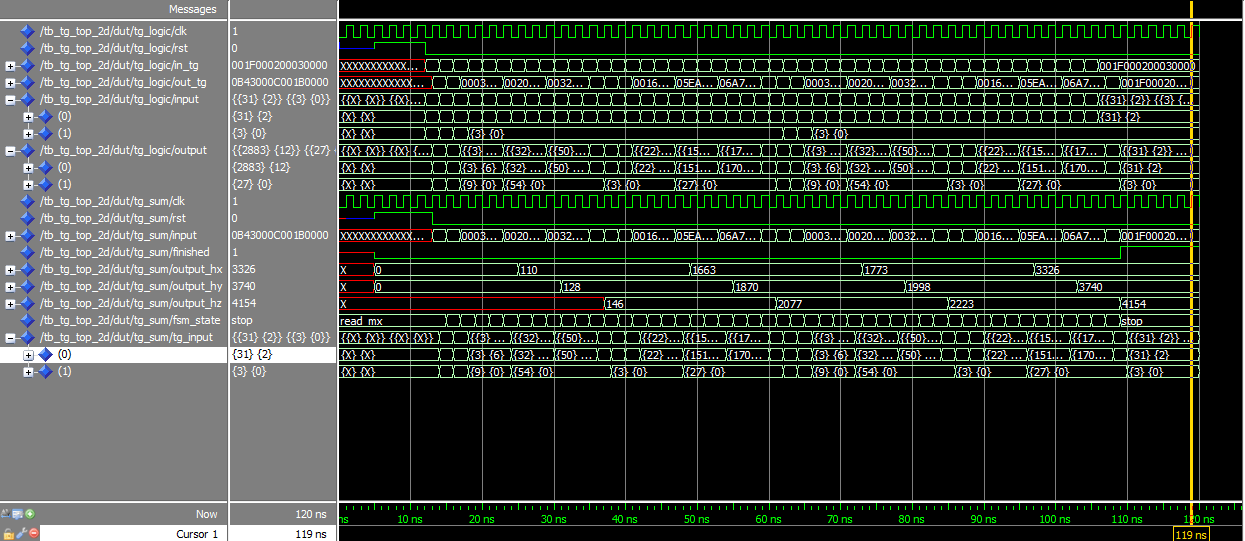 Messages
/tb_tg_top_2d/dut/tg_logic/clk 1
/tb_tg_top_2d/dut/tg_logic/rst 0
/tb_tg_top_2d/dut/tg_logic/in_tg 001F000200030000 XXXXXXXXXXX... 001F000200030000
/tb_tg_top_2d/dut/tg_logic/out_tg 0B43000C001B0000 XXXXXXXXXXXX... 0003... 0020... 0032... 0016... 05EA... 06A7... 0003... 0020... 0032... 0016... 05EA... 06A7... 001F00020...
/tb_tg_top_2d/dut/tg_logic/input {{31} {2}} {{3} {0}} {{X} {X}} {{X}... {{31} {2}} {{3} {...
(0) {31} {2} {X} {X} {31} {2}
(1) {3} {0} {X} {X} {3} {0} {3} {0}
/tb_tg_top_2d/dut/tg_logic/output {{2883} {12}} {{27} {... {{X} {X}} {{X} {... {{3}... {{32}... {{50}... {{22}... {{15... {{17... {{3}... {{32}... {{50}... {{22}... {{15... {{17... {{31} {2}} {...
(0) {2883} {12} {X} {X} {3} {6} {32} ... {50} ... {22} ... {151... {170... {3} {6} {32} ... {50} ... {22} ... {151... {170... {31} {2}
(1) {27} {0} {X} {X} {9} {0} {54} {0} {3} {0} {27} {0} {9} {0} {54} {0} {3} {0} {27} {0} {3} {0}
/tb_tg_top_2d/dut/tg_sum/clk 1
/tb_tg_top_2d/dut/tg_sum/rst 0
/tb_tg_top_2d/dut/tg_sum/input 0B43000C001B0000 XXXXXXXXXXXX... 0003... 0020... 0032... 0016... 05EA... 06A7... 0003... 0020... 0032... 0016... 05EA... 06A7... 001F00020...
/tb_tg_top_2d/dut/tg_sum/finished 1
/tb_tg_top_2d/dut/tg_sum/output_hx 3326 X 0 110 1663 1773 3326
/tb_tg_top_2d/dut/tg_sum/output_hy 3740 X 0 128 1870 1998 3740
/tb_tg_top_2d/dut/tg_sum/output_hz 4154 X 146 2077 2223 4154
/tb_tg_top_2d/dut/tg_sum/fsm_state stop read_mx stop
/tb_tg_top_2d/dut/tg_sum/tg_input {{31} {2}} {{3} {0}} {{X} {X}} {{X} {X}} {{3} ... {{32}... {{50}... {{22}... {{15... {{17... {{3} ... {{32}... {{50}... {{22}... {{15... {{17... {{31} {2}} {...
(0) {31} {2} {X} {X} {3} {6} {32} ... {50} ... {22} ... {151... {170... {3} {6} {32} ... {50} ... {22} ... {151... {170... {31} {2}
(1) {3} {0} {X} {X} {9} {0} {54} {0} {3} {0} {27} {0} {9} {0} {54} {0} {3} {0} {27} {0} {3} {0}
Now 120 ns ns 10 ns 20 ns 30 ns 40 ns 50 ns 60 ns 70 ns 80 ns 90 ns 100 ns 110 ns 120 ns
Cursor 1 119 ns 119 ns